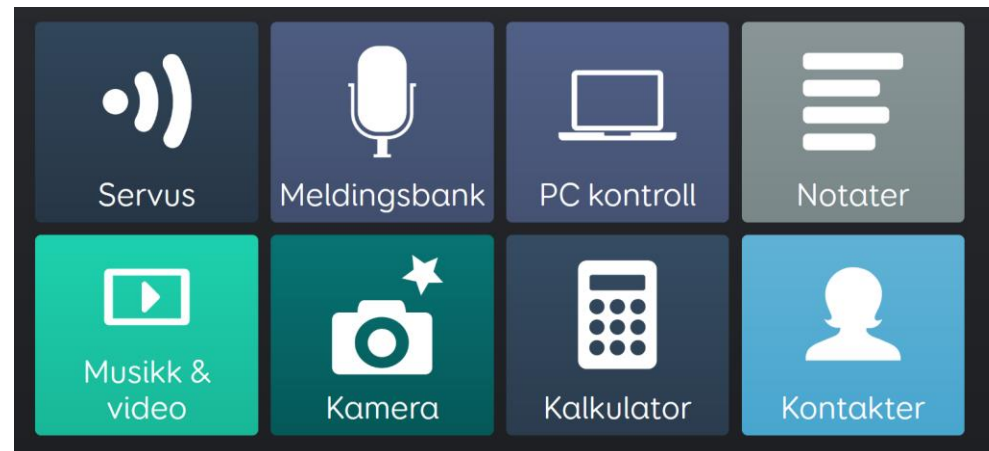 Servus
Meldingsbank
PC kontroll
Notater
Musikk &
video
Kamera
Kalkulator
Kontakter